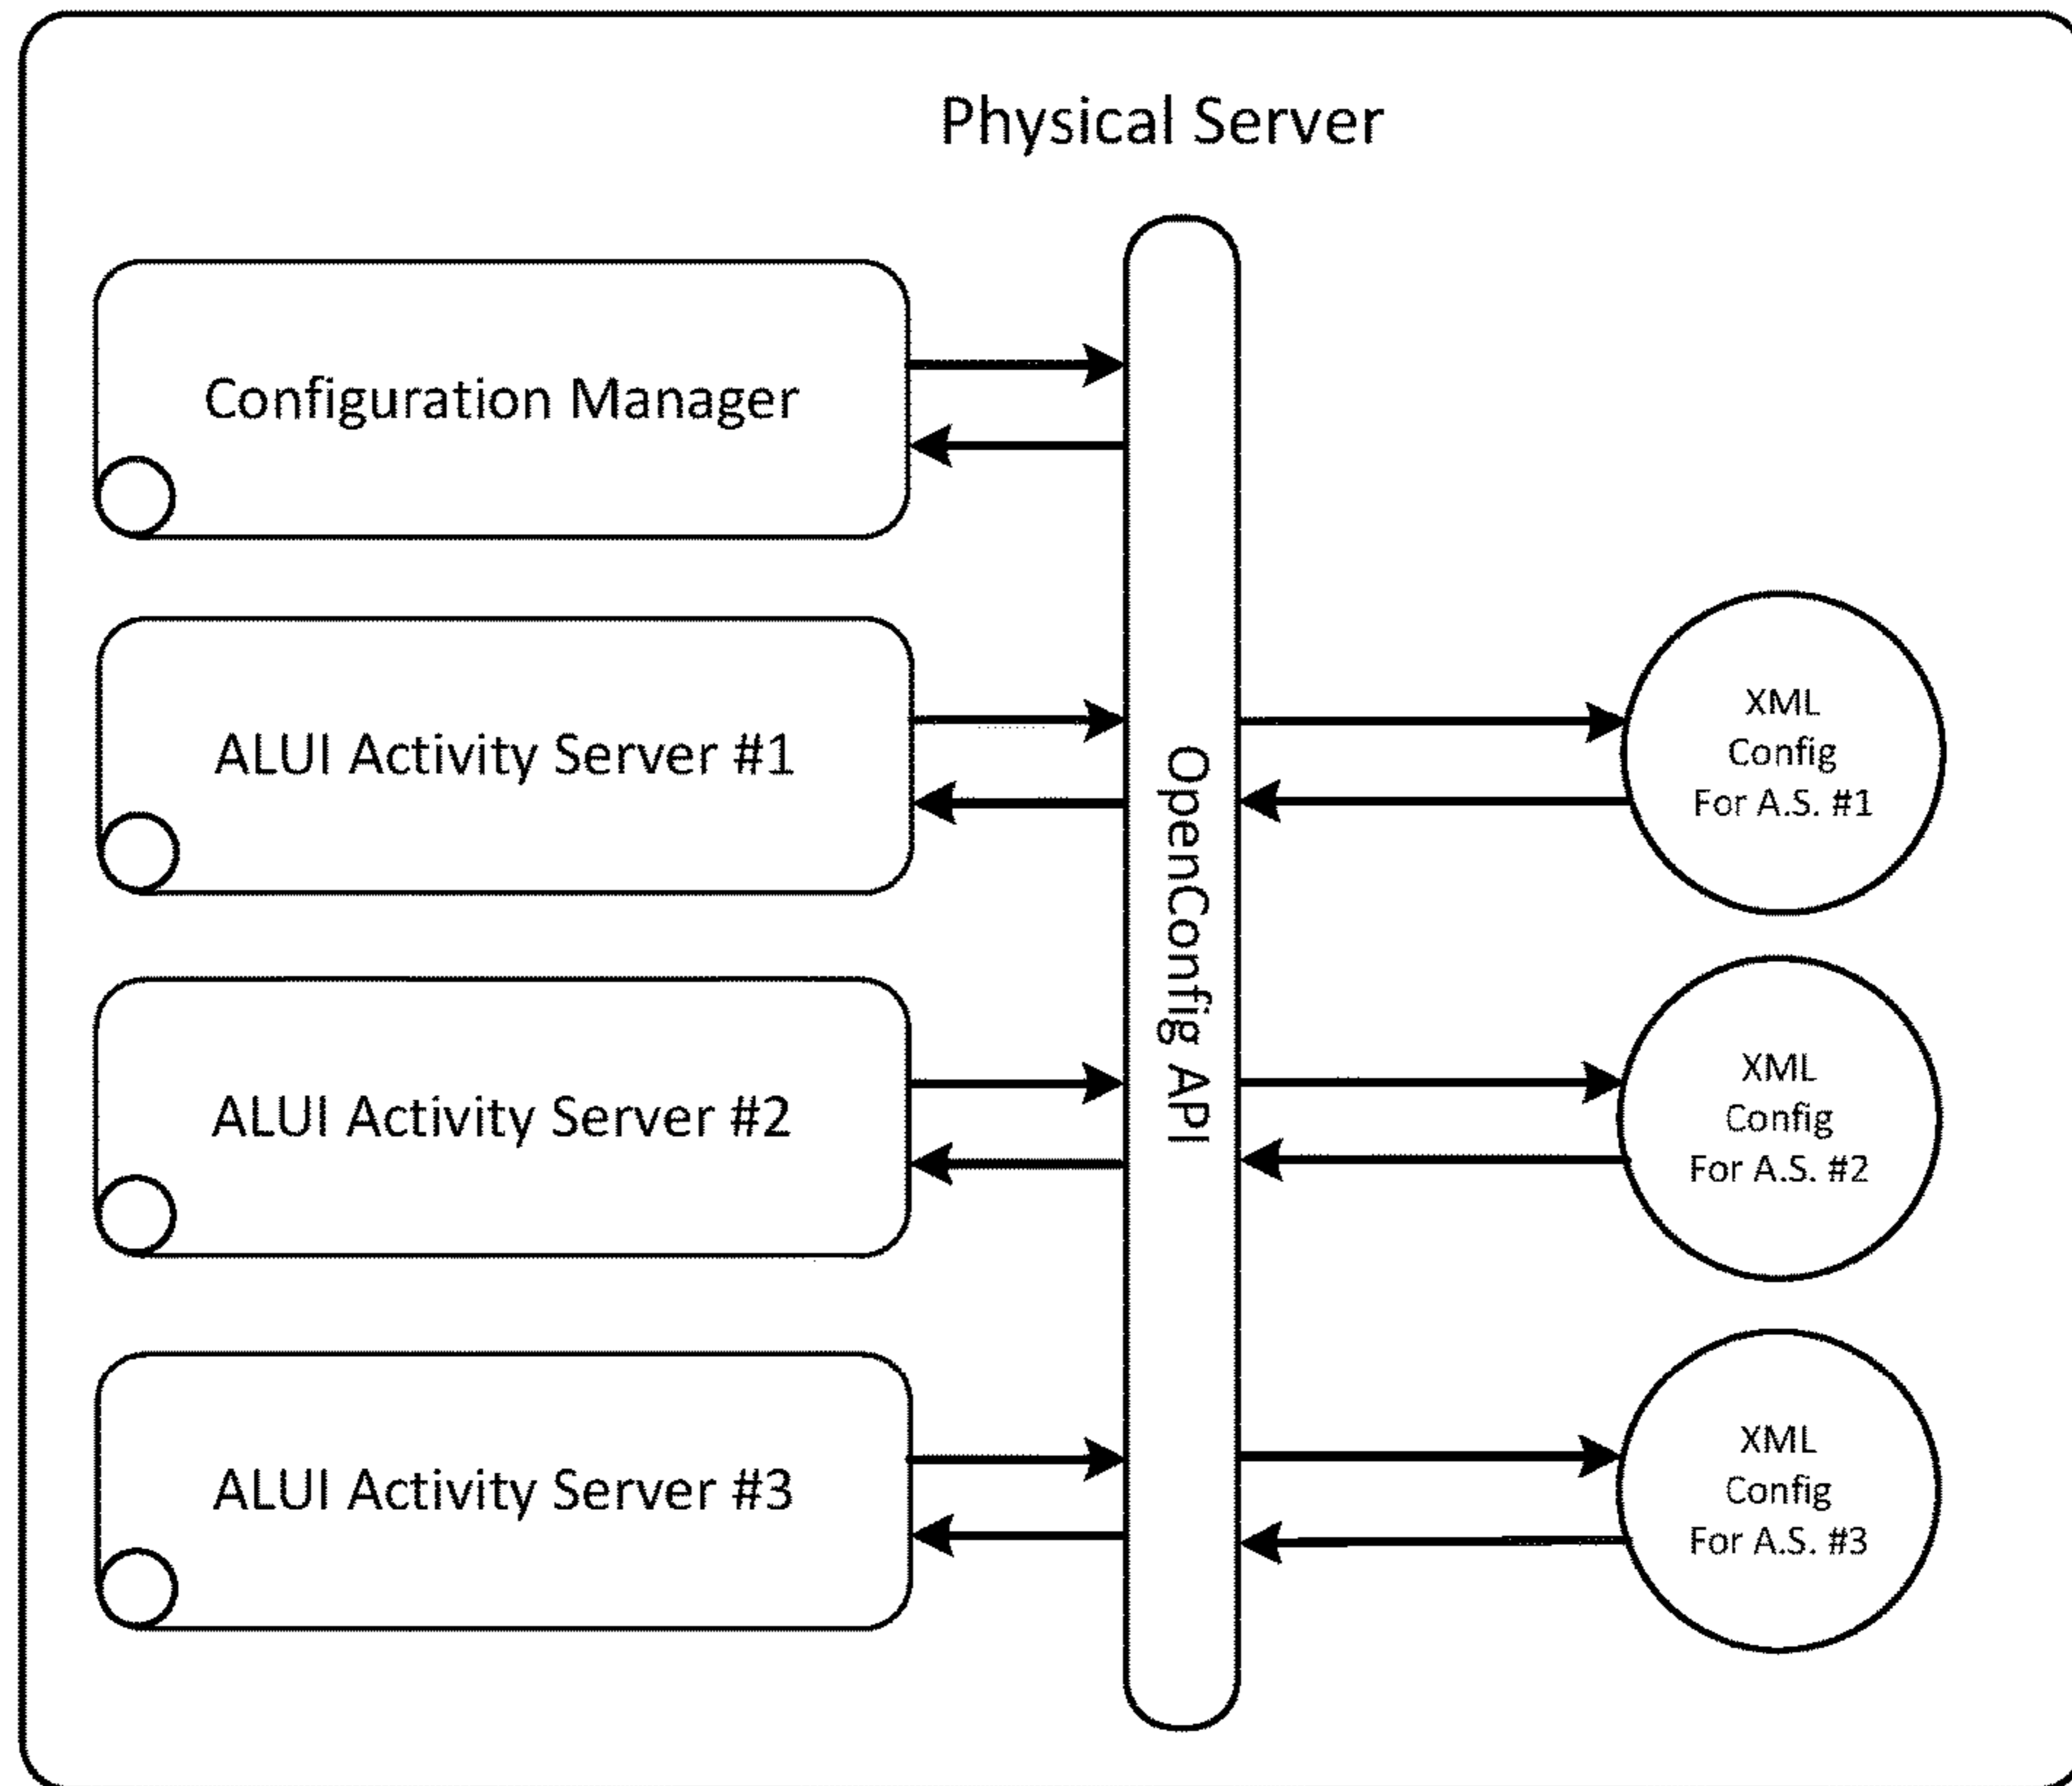 Physical Server
Configuration Manager
ALUI Activity Server #1
ALUI Activity Server #2
ALUI Activity Server #3
OpenConfig API
XML
Config
For A.S. #1
XML
Config
For A.S. #2
XML
Config
For A.S. #3